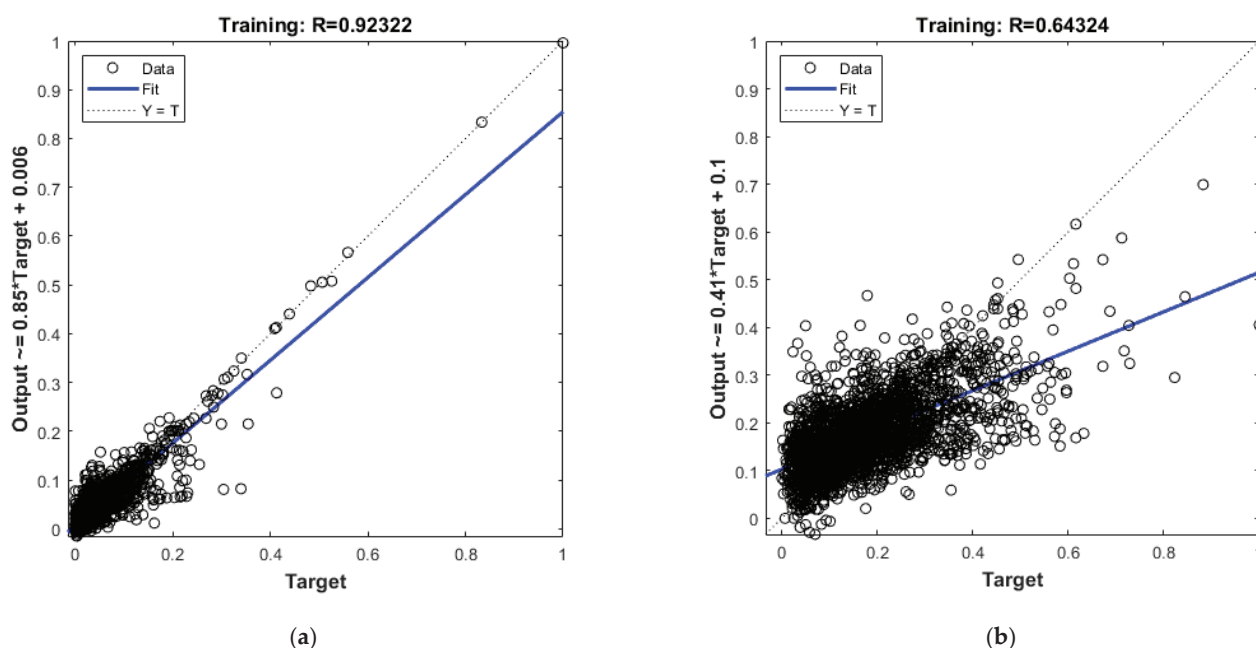 Training: R=0.92322
Output ~= 0.85*Target + 0.006
1
0.9
0.8
0.7
0.6
0.5
0.4
0.3
0.2
0.1
0
Data
Fit
Y = T
0 0.2 0.4 0.6 0.8 1
Target
(a)
Training: R=0.64324
Output ~= 0.41*Target + 0.1
1
0.9
0.8
0.7
0.6
0.5
0.4
0.3
0.2
0.1
0
Data
Fit
Y = T
0 0.2 0.4 0.6 0.8 1
Target
(b)